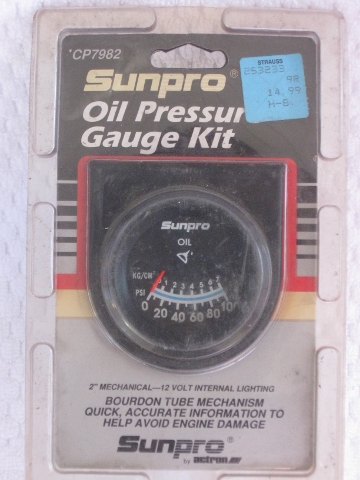 *CP7982
Sunpro®
Oil Pressur
Gauge Kit
STRAUSS
253233
98
14.99
H-6
Sunpro
OIL
KG/CM²
1 2 3 4 5 6 7
PSI
0 20 40 60 80 10
2" MECHANICAL—12 VOLT INTERNAL LIGHTING
BOURDON TUBE MECHANISM
QUICK, ACCURATE INFORMATION TO
HELP AVOID ENGINE DAMAGE
Sunpro®
by actron